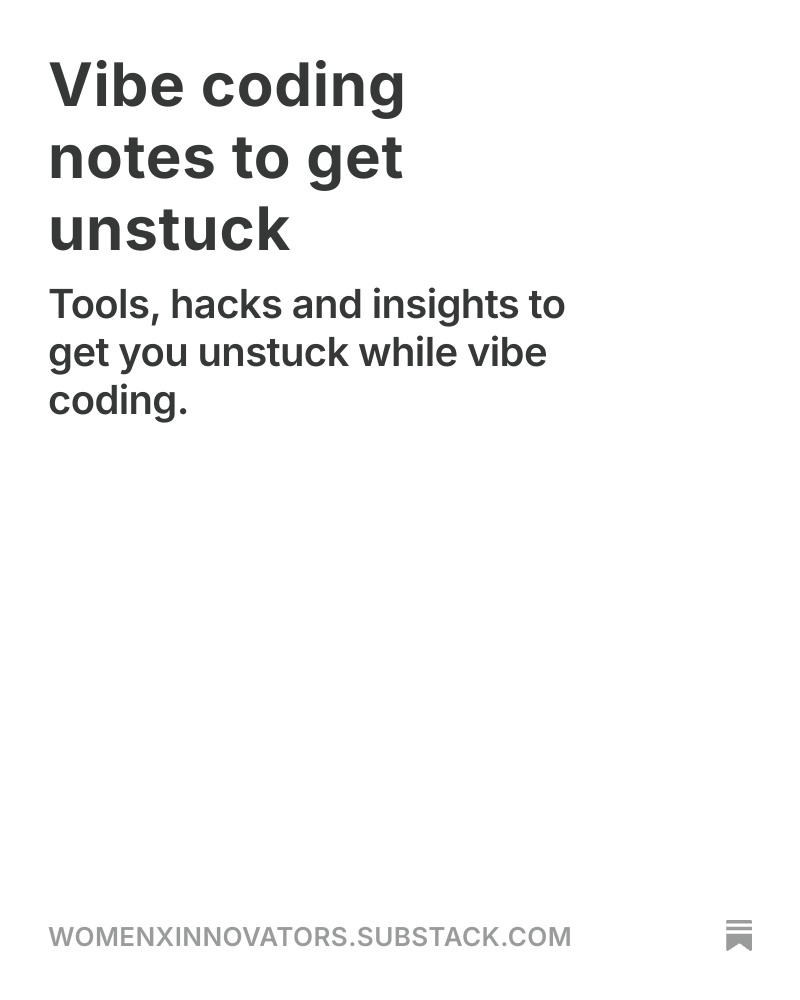 Vibe coding
notes to get
unstuck
Tools, hacks and insights to
get you unstuck while vibe
coding.
WOMENXINNOVATORS.SUBSTACK.COM